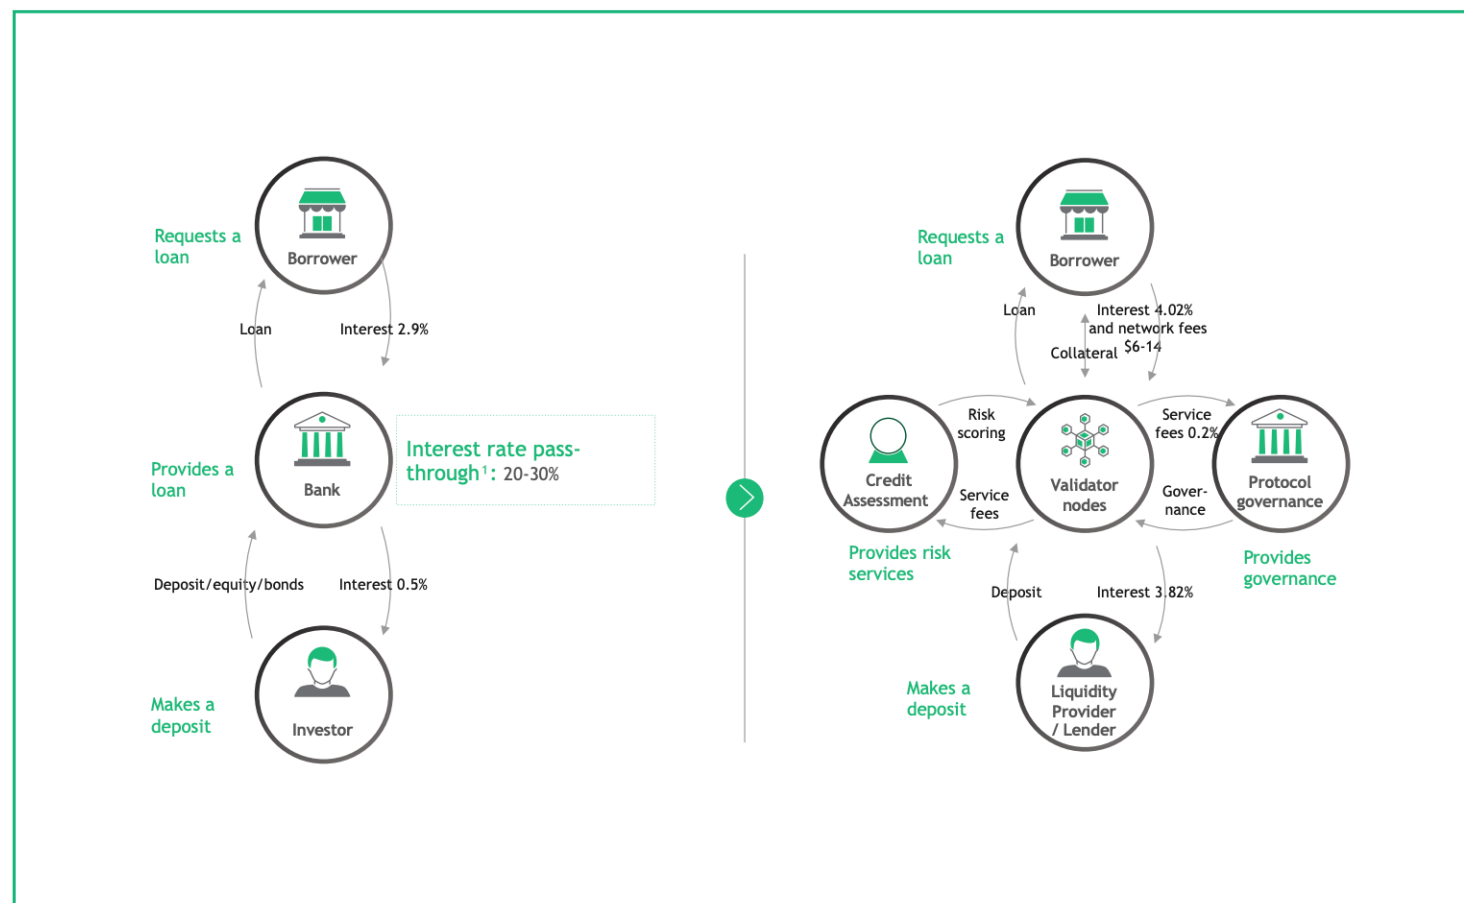 Requests a
loan
Borrower
Loan
Interest 2.9%
Provides a
loan
Bank
Interest rate pass-
through¹: 20-30%
Deposit/equity/bonds
Interest 0.5%
Makes a
deposit
Investor
Requests a
loan
Borrower
Loan
Interest 4.02%
and network fees
$6-14
Collateral
Credit
Assessment
Risk
scoring
Service
fees
Validator
nodes
Service
fees 0.2%
Gover-
nance
Protocol
governance
Provides risk
services
Provides
governance
Deposit
Interest 3.82%
Makes a
deposit
Liquidity
Provider
/ Lender